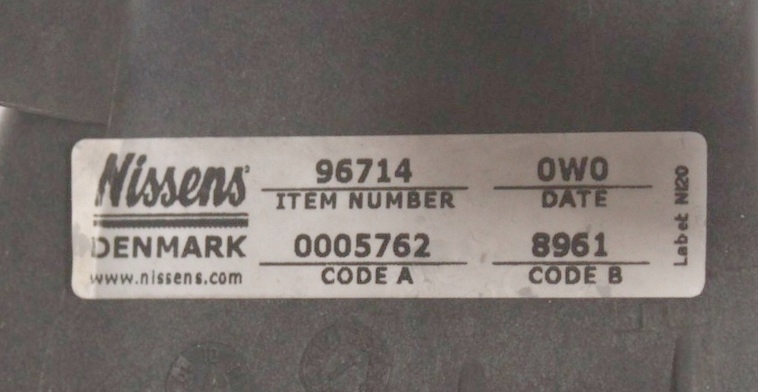 Nissens
DENMARK
www.nissens.com
96714
ITEM NUMBER
0005762
CODE A
0W0
DATE
8961
CODE B
Label NI20